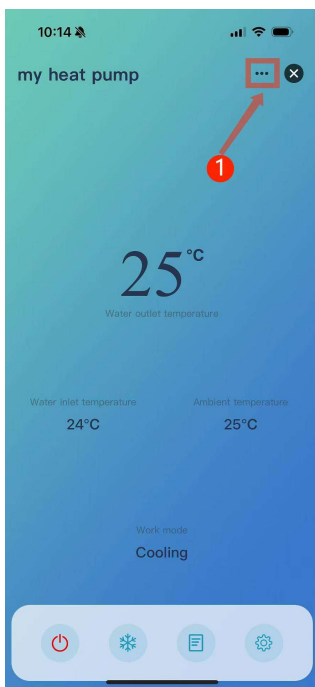 10:14
my heat pump
1
25°C
Water outlet temperature
Water inlet temperature Ambient temperature
24°C 25°C
Work mode
Cooling